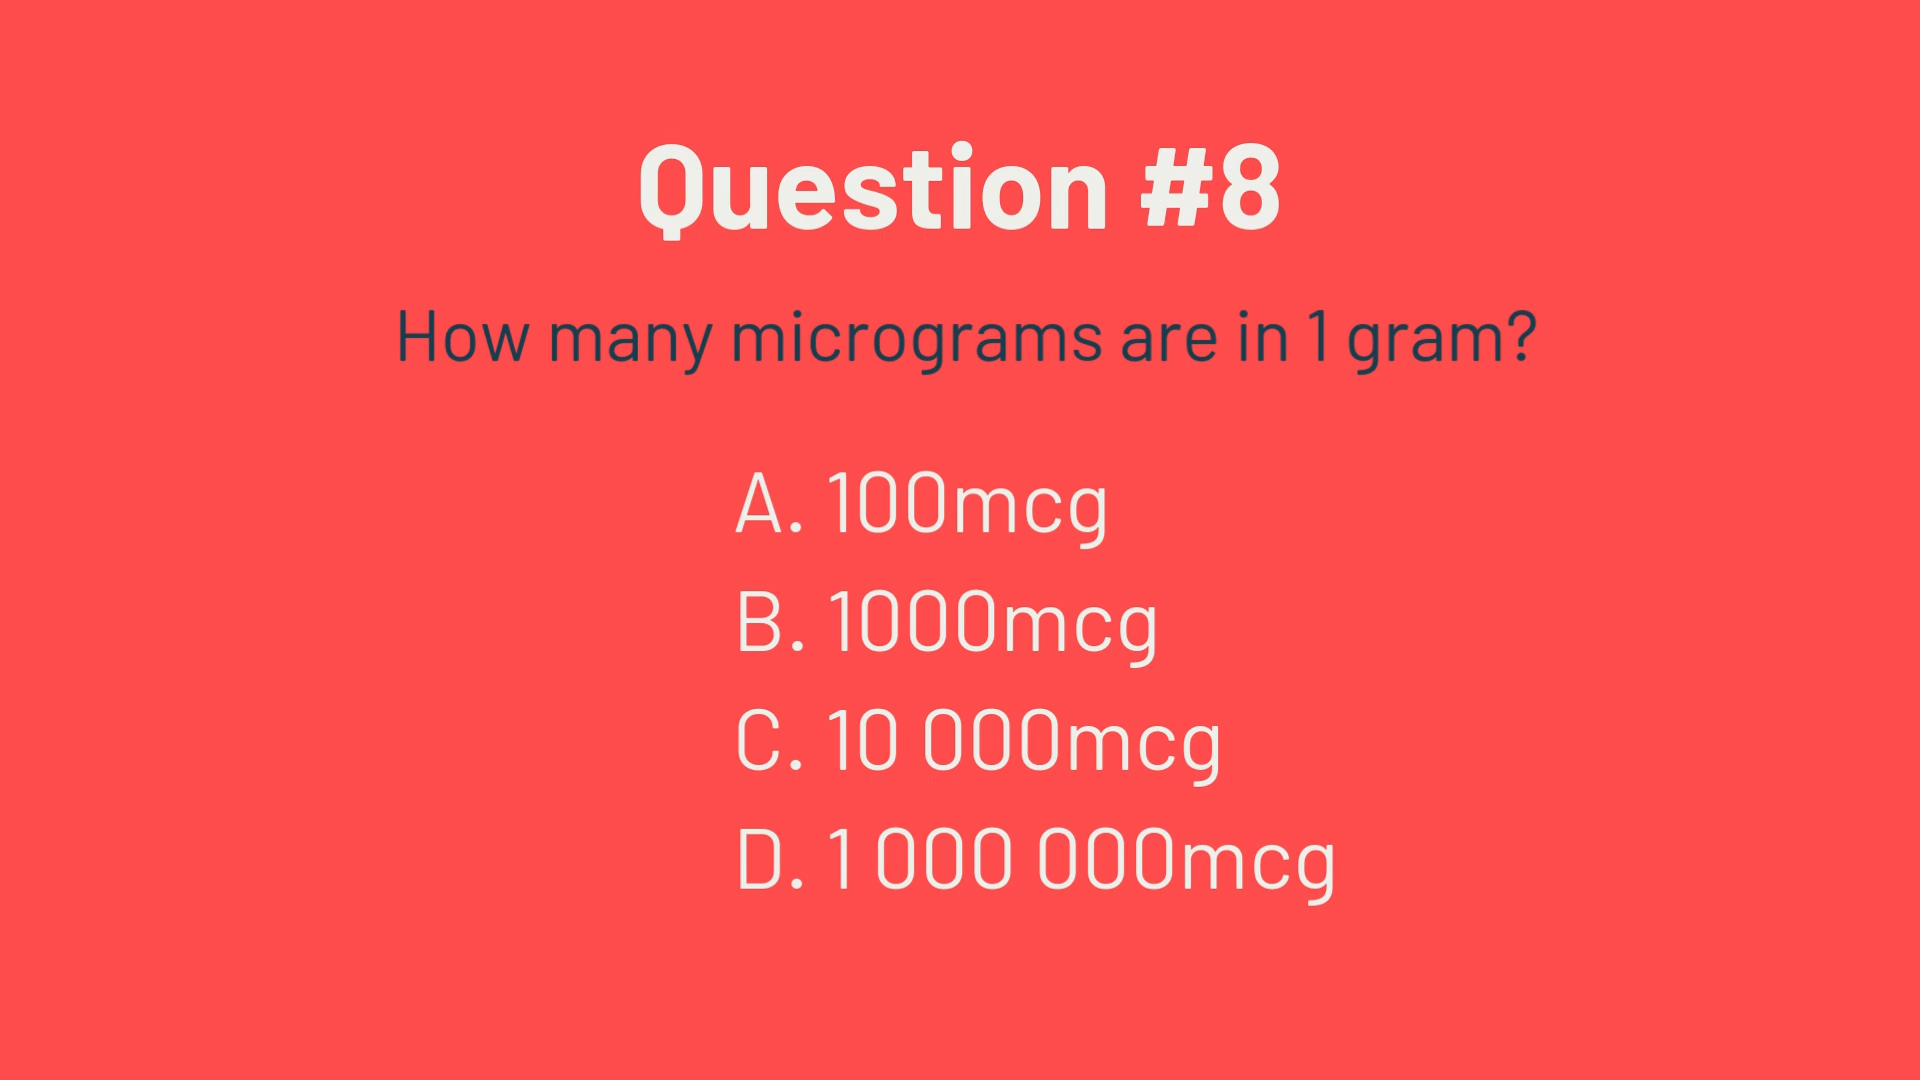 Question #8
How many micrograms are in 1 gram?
A. 100mcg
B. 1000mcg
C. 10 000mcg
D. 1 000 000mcg